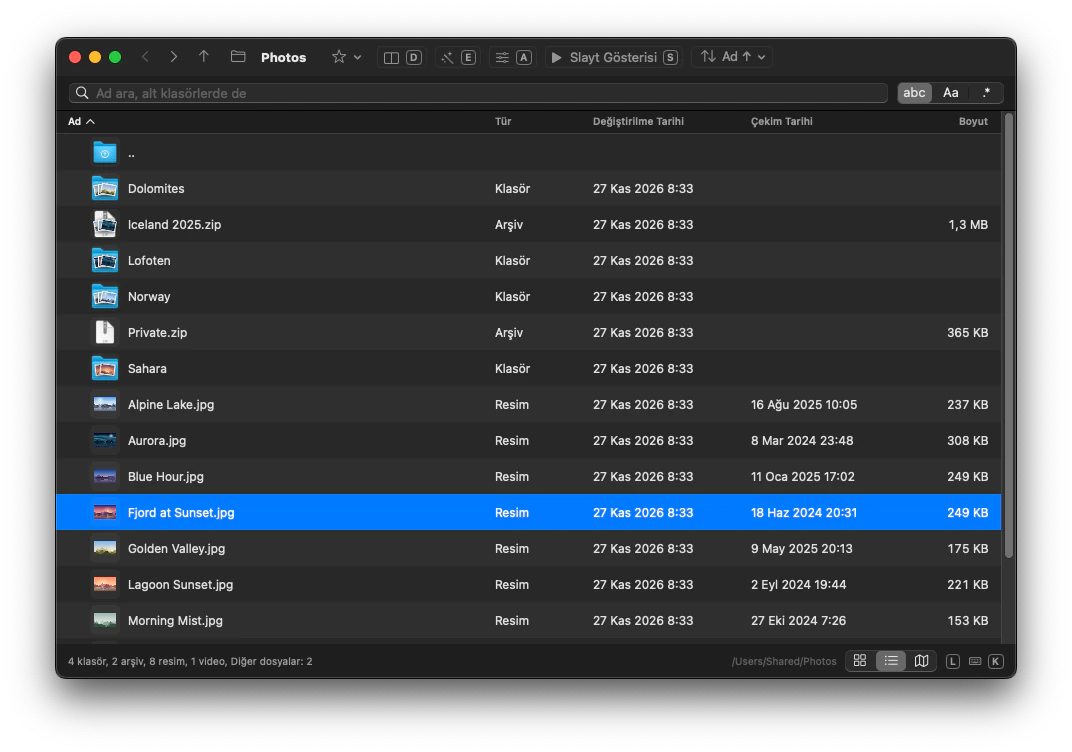 Photos D E A Slayt Gösterisi S Ad
Ad ara, alt klasörlerde de abc Aa .*
Ad Tür Değiştirilme Tarihi Çekim Tarihi Boyut
..
Dolomites Klasör 27 Kas 2026 8:33
Iceland 2025.zip Arşiv 27 Kas 2026 8:33 1,3 MB
Lofoten Klasör 27 Kas 2026 8:33
Norway Klasör 27 Kas 2026 8:33
Private.zip Arşiv 27 Kas 2026 8:33 365 KB
Sahara Klasör 27 Kas 2026 8:33
Alpine Lake.jpg Resim 27 Kas 2026 8:33 16 Ağu 2025 10:05 237 KB
Aurora.jpg Resim 27 Kas 2026 8:33 8 Mar 2024 23:48 308 KB
Blue Hour.jpg Resim 27 Kas 2026 8:33 11 Oca 2025 17:02 249 KB
Fjord at Sunset.jpg Resim 27 Kas 2026 8:33 18 Haz 2024 20:31 249 KB
Golden Valley.jpg Resim 27 Kas 2026 8:33 9 May 2025 20:13 175 KB
Lagoon Sunset.jpg Resim 27 Kas 2026 8:33 2 Eyl 2024 19:44 221 KB
Morning Mist.jpg Resim 27 Kas 2026 8:33 27 Eki 2024 7:26 153 KB
4 klasör, 2 arşiv, 8 resim, 1 video, Diğer dosyalar: 2 /Users/Shared/Photos L K